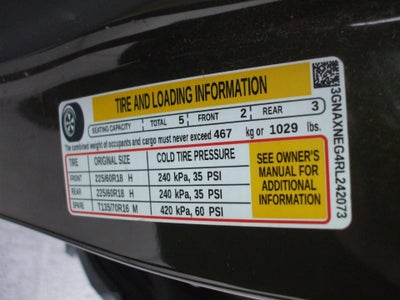 TIRE AND LOADING INFORMATION
SEATING CAPACITY TOTAL 5 FRONT 2 REAR 3
The combined weight of occupants and cargo must never exceed 467 kg or 1029 lbs.
TIRE ORIGINAL SIZE COLD TIRE PRESSURE
FRONT 225/60R18 H 240 kPa, 35 PSI
REAR 225/60R18 H 240 kPa, 35 PSI
SPARE T135/70R16 M 420 kPa, 60 PSI
SEE OWNER'S
MANUAL FOR
ADDITIONAL
INFORMATION
3GNAXNEG4RL242073